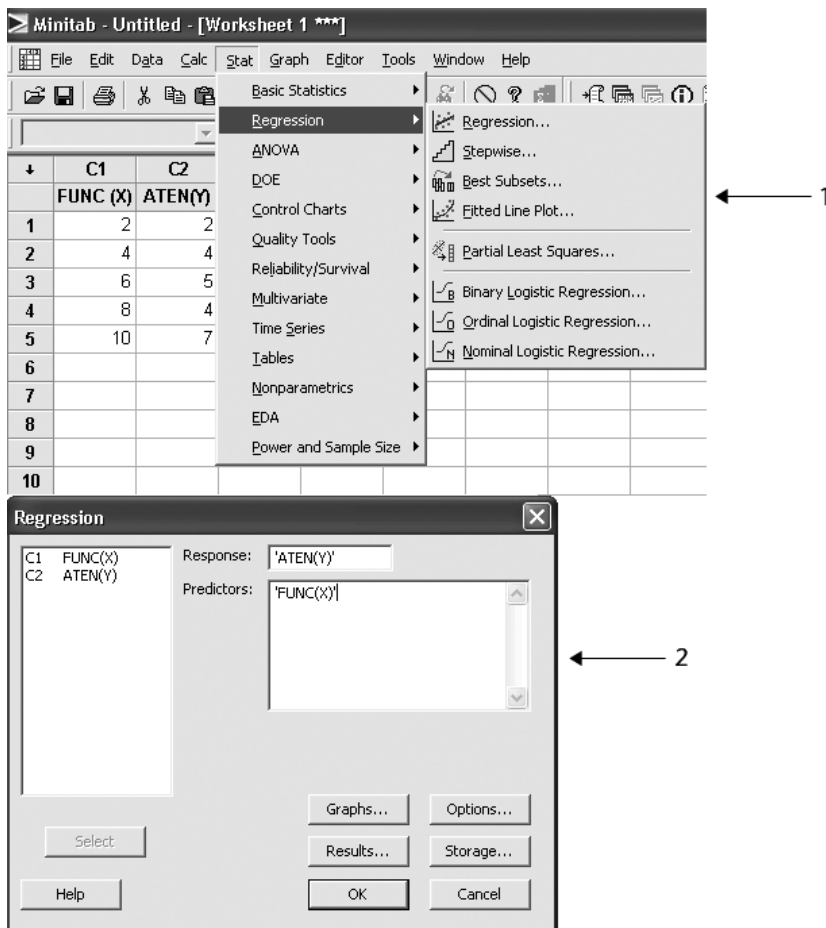 Minitab - Untitled - [Worksheet 1 ***]
File Edit Data Calc Stat Graph Editor Tools Window Help
Basic Statistics
Regression
ANOVA
DOE
Control Charts
Quality Tools
Reliability/Survival
Multivariate
Time Series
Tables
Nonparametrics
EDA
Power and Sample Size
Regression...
Stepwise...
Best Subsets...
Fitted Line Plot...
Partial Least Squares...
Binary Logistic Regression...
Ordinal Logistic Regression...
Nominal Logistic Regression...
1
C1 C2
FUNC (X) ATEN(Y)
1 2 2
2 4 4
3 6 5
4 8 4
5 10 7
6
7
8
9
10
Regression
C1 FUNC(X)
C2 ATEN(Y)
Response: 'ATEN(Y)'
Predictors: 'FUNC(X)'
2
Graphs... Options...
Select
Results... Storage...
Help OK Cancel